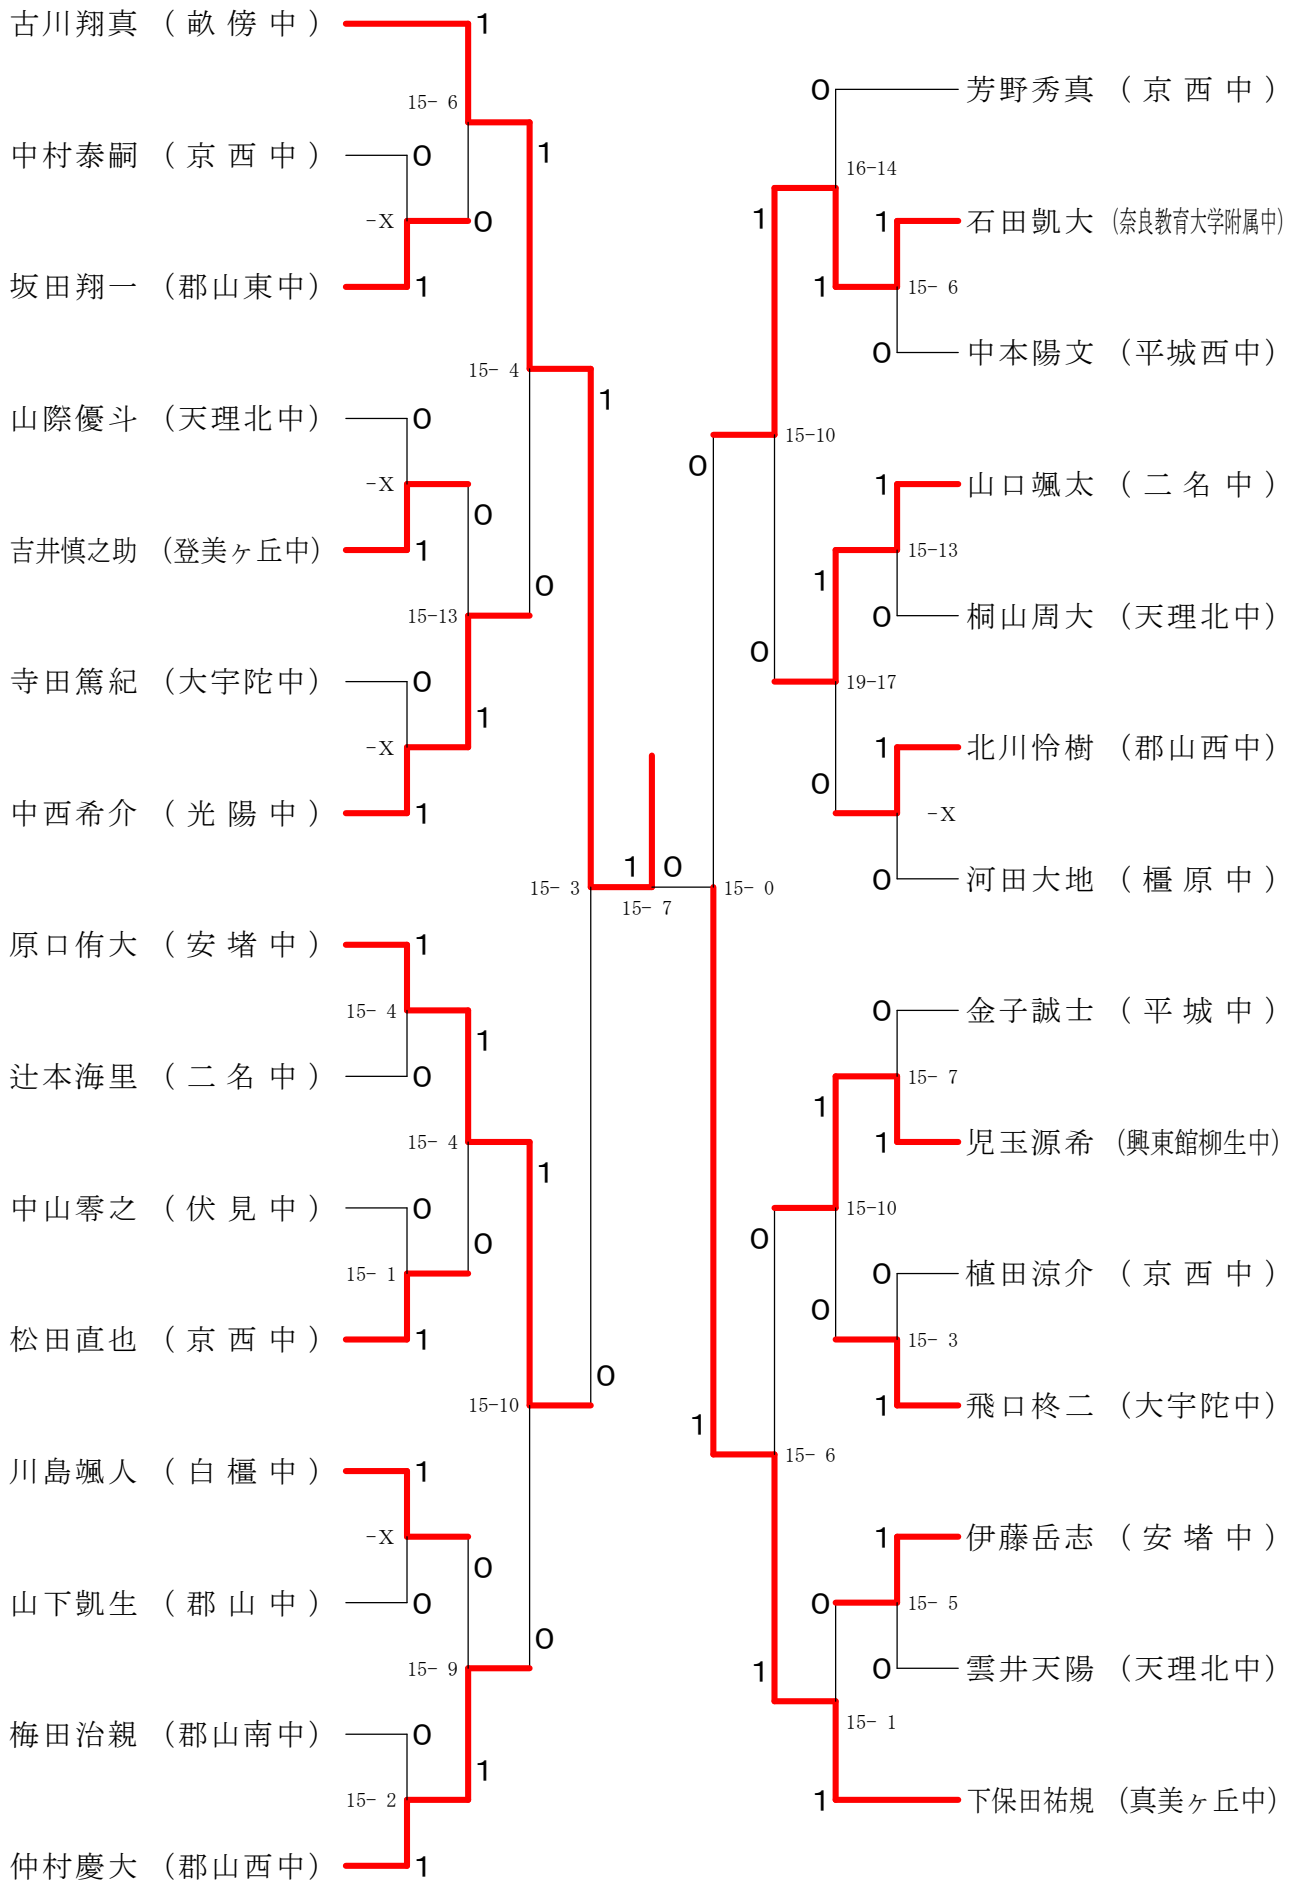 古川翔真 （畝傍中） 1
15- 6
中村泰嗣 （京西中） 0
1
-X 0
坂田翔一 （郡山東中） 1
15- 4
山際優斗 （天理北中） 0
1
-X
0
吉井慎之助 （登美ヶ丘中） 1
0
15-13
寺田篤紀 （大宇陀中） 0
1
-X
中西希介 （光陽中） 1
15- 3
原口侑大 （安堵中） 1
15- 4
1
辻本海里 （二名中） 0
15- 4
1
中山零之 （伏見中） 0
0
15- 1
松田直也 （京西中） 1
0
15-10
川島颯人 （白橿中） 1
-X
0
山下凱生 （郡山中） 0
0
15- 9
梅田治親 （郡山南中） 0
1
15- 2
仲村慶大 （郡山西中） 1
1 0
15- 7
0 芳野秀真 （京西中）
16-14
1
1 石田凱大 （奈良教育大学附属中）
1 15- 6
0 中本陽文 （平城西中）
15-10
0
1 山口颯太 （二名中）
15-13
1
0 桐山周大 （天理北中）
0
19-17
1 北川怜樹 （郡山西中）
0
-X
0 河田大地 （橿原中）
15- 0
0 金子誠士 （平城中）
15- 7
1
1 児玉源希 （興東館柳生中）
15-10
0
0 植田涼介 （京西中）
0
15- 3
1 飛口柊二 （大宇陀中）
1
15- 6
1 伊藤岳志 （安堵中）
0 15- 5
0 雲井天陽 （天理北中）
1
15- 1
1 下保田祐規 （真美ヶ丘中）